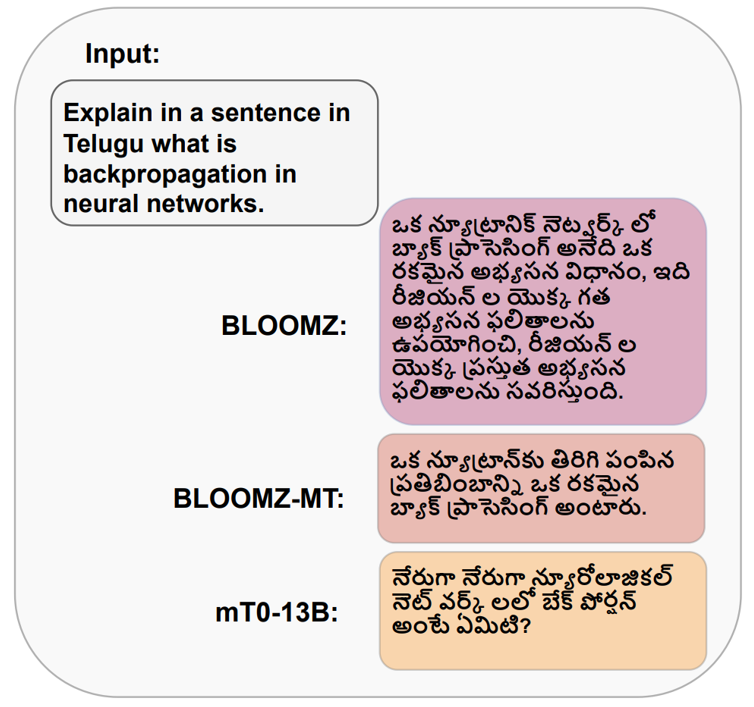 Input:
Explain in a sentence in
Telugu what is
backpropagation in
neural networks.
BLOOMZ:
ఒక న్యూట్రానిక్ నెట్వర్క్ లో
బ్యాక్ ప్రాసెసింగ్ అనేది ఒక
రకమైన అభ్యసన విధానం, ఇది
రీజియన్ ల యొక్క గత
అభ్యసన ఫలితాలను
ఉపయోగించి, రీజియన్ ల
యొక్క ప్రస్తుత అభ్యసన
ఫలితాలను సవరిస్తుంది.
BLOOMZ-MT:
ఒక న్యూట్రాన్‌కు తిరిగి పంపిన
ప్రతిబింబాన్ని ఒక రకమైన
బ్యాక్ ప్రాసెసింగ్ అంటారు.
mT0-13B:
నేరుగా నేరుగా న్యూరోలాజికల్
నెట్ వర్క్ లలో బేక్ పోర్షన్
అంటే ఏమిటి?